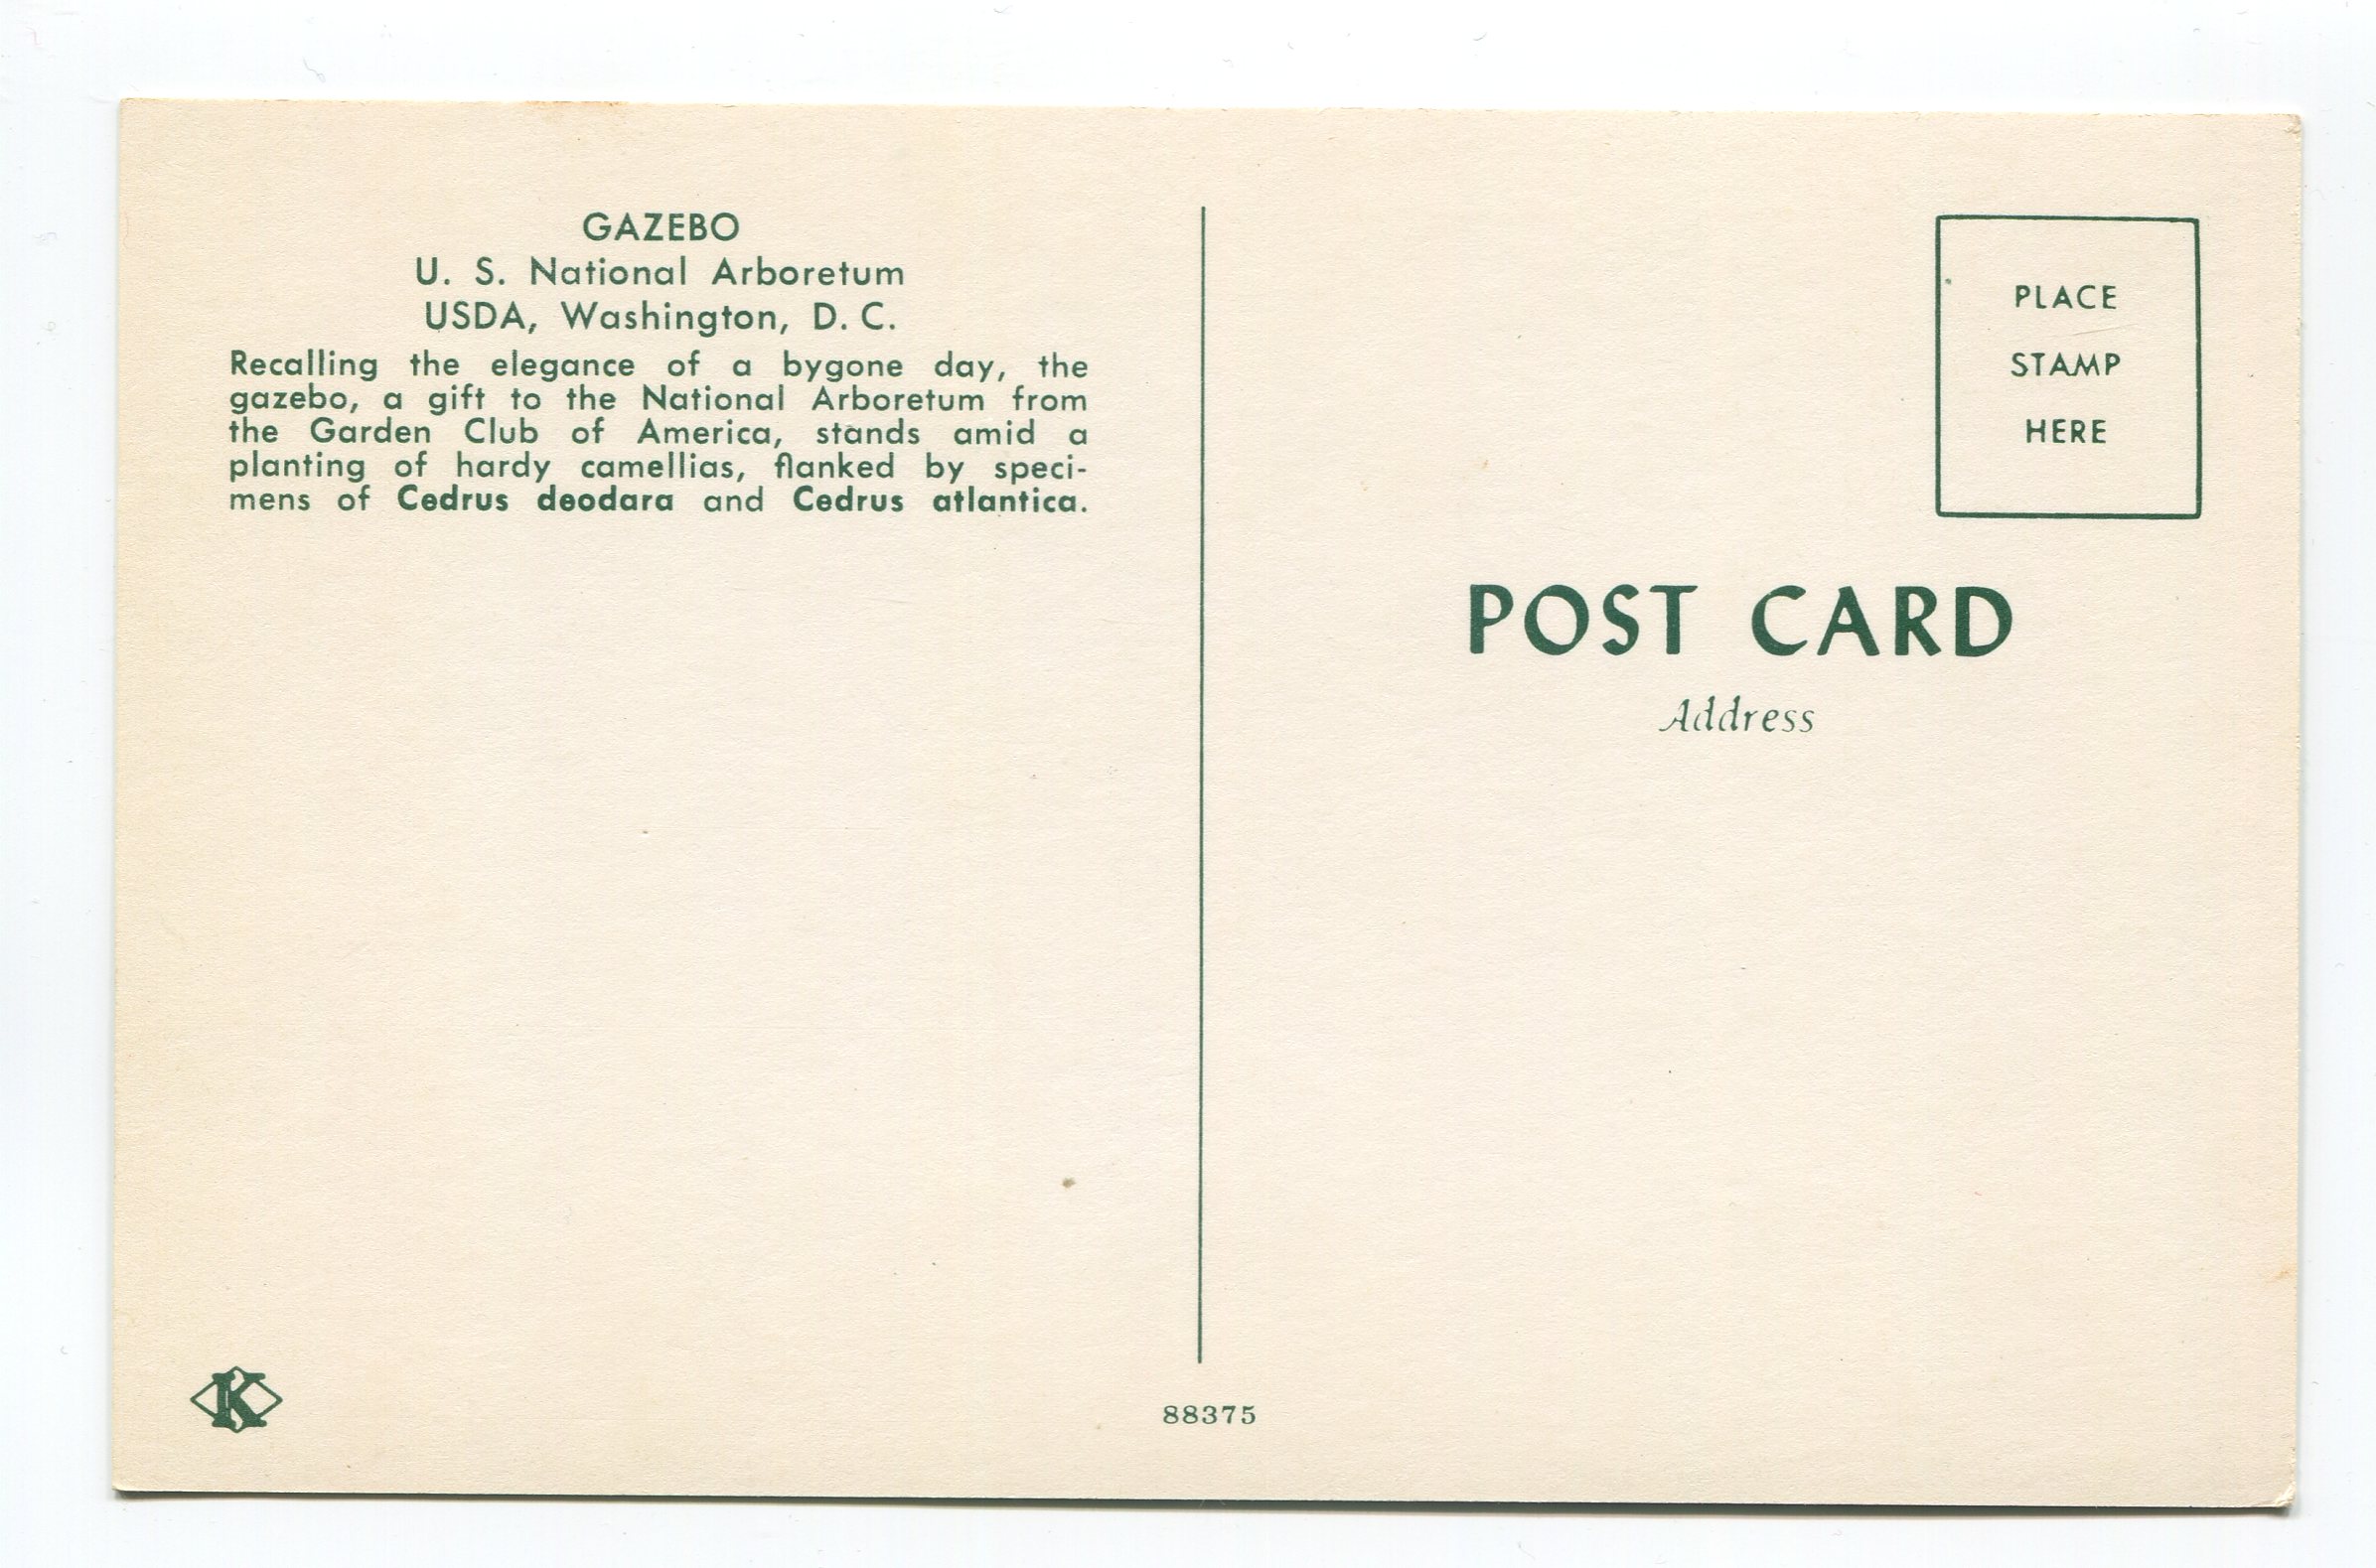 GAZEBO
U. S. National Arboretum
USDA, Washington, D. C.
Recalling the elegance of a bygone day, the
gazebo, a gift to the National Arboretum from
the Garden Club of America, stands amid a
planting of hardy camellias, flanked by speci-
mens of Cedrus deodara and Cedrus atlantica.
PLACE
STAMP
HERE
POST CARD
Address
K
88375